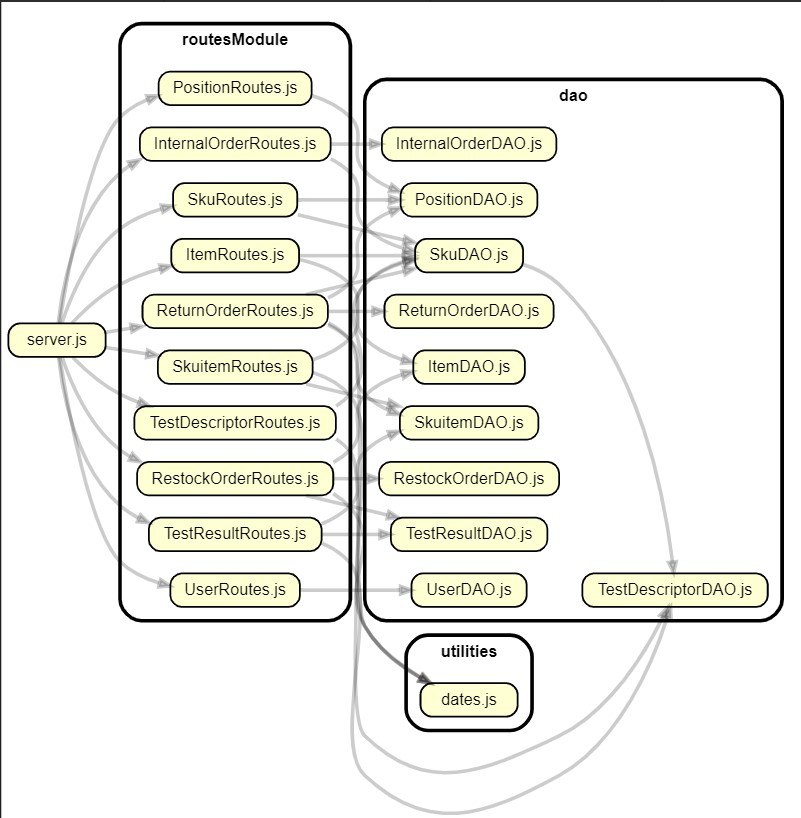 routesModule
PositionRoutes.js
InternalOrderRoutes.js
SkuRoutes.js
ItemRoutes.js
ReturnOrderRoutes.js
server.js
SkuitemRoutes.js
TestDescriptorRoutes.js
RestockOrderRoutes.js
TestResultRoutes.js
UserRoutes.js
dao
InternalOrderDAO.js
PositionDAO.js
SkuDAO.js
ReturnOrderDAO.js
ItemDAO.js
SkuitemDAO.js
RestockOrderDAO.js
TestResultDAO.js
UserDAO.js
TestDescriptorDAO.js
utilities
dates.js